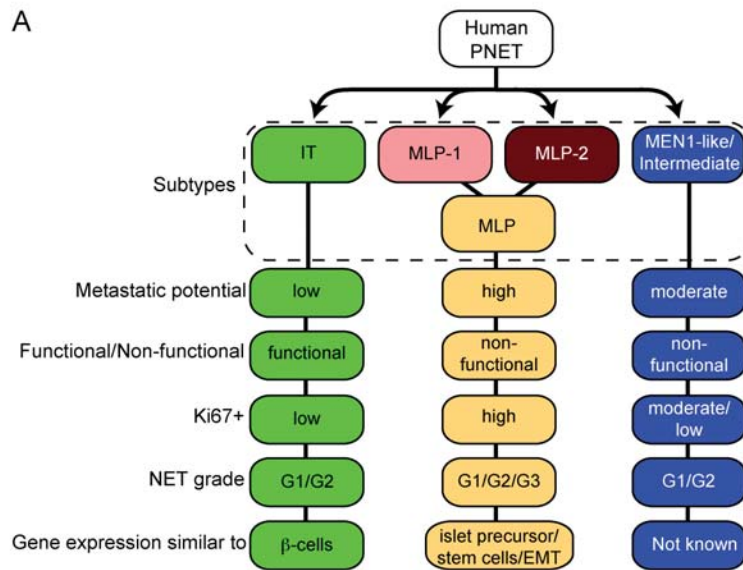 A
Human
PNET
IT
MLP-1
MLP-2
MEN1-like/
Intermediate
Subtypes
MLP
Metastatic potential
low
high
moderate
Functional/Non-functional
functional
non-
functional
non-
functional
Ki67+
low
high
moderate/
low
NET grade
G1/G2
G1/G2/G3
G1/G2
Gene expression similar to
β-cells
islet precursor/
stem cells/EMT
Not known